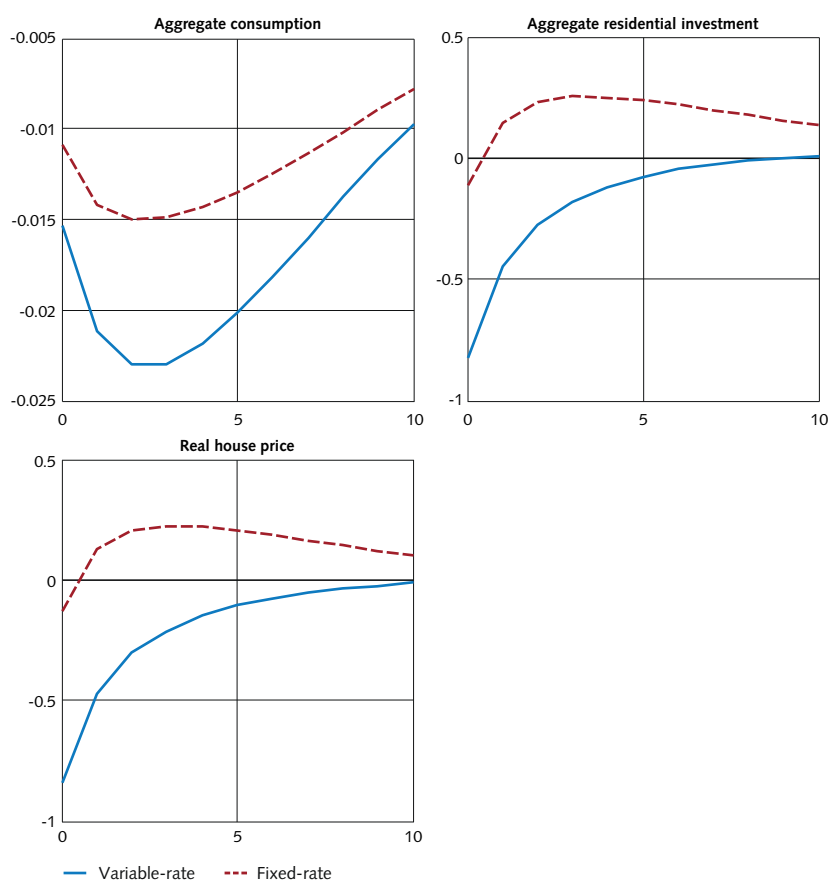 Aggregate consumption
-0.005
-0.01
-0.015
-0.02
-0.025
0 5 10
Aggregate residential investment
0.5
0
-0.5
-1
0 5 10
Real house price
0.5
0
-0.5
-1
0 5 10
Variable-rate Fixed-rate